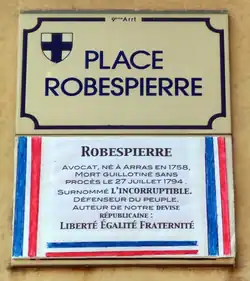 9ème Arrt
PLACE
ROBESPIERRE
ROBESPIERRE
AVOCAT, NÉ À ARRAS EN 1758,
MORT GUILLOTINÉ SANS
PROCÈS LE 27 JUILLET 1794.
SURNOMMÉ L'INCORRUPTIBLE.
DÉFENSEUR DU PEUPLE.
AUTEUR DE NOTRE DEVISE
RÉPUBLICAINE :
LIBERTÉ ÉGALITÉ FRATERNITÉ